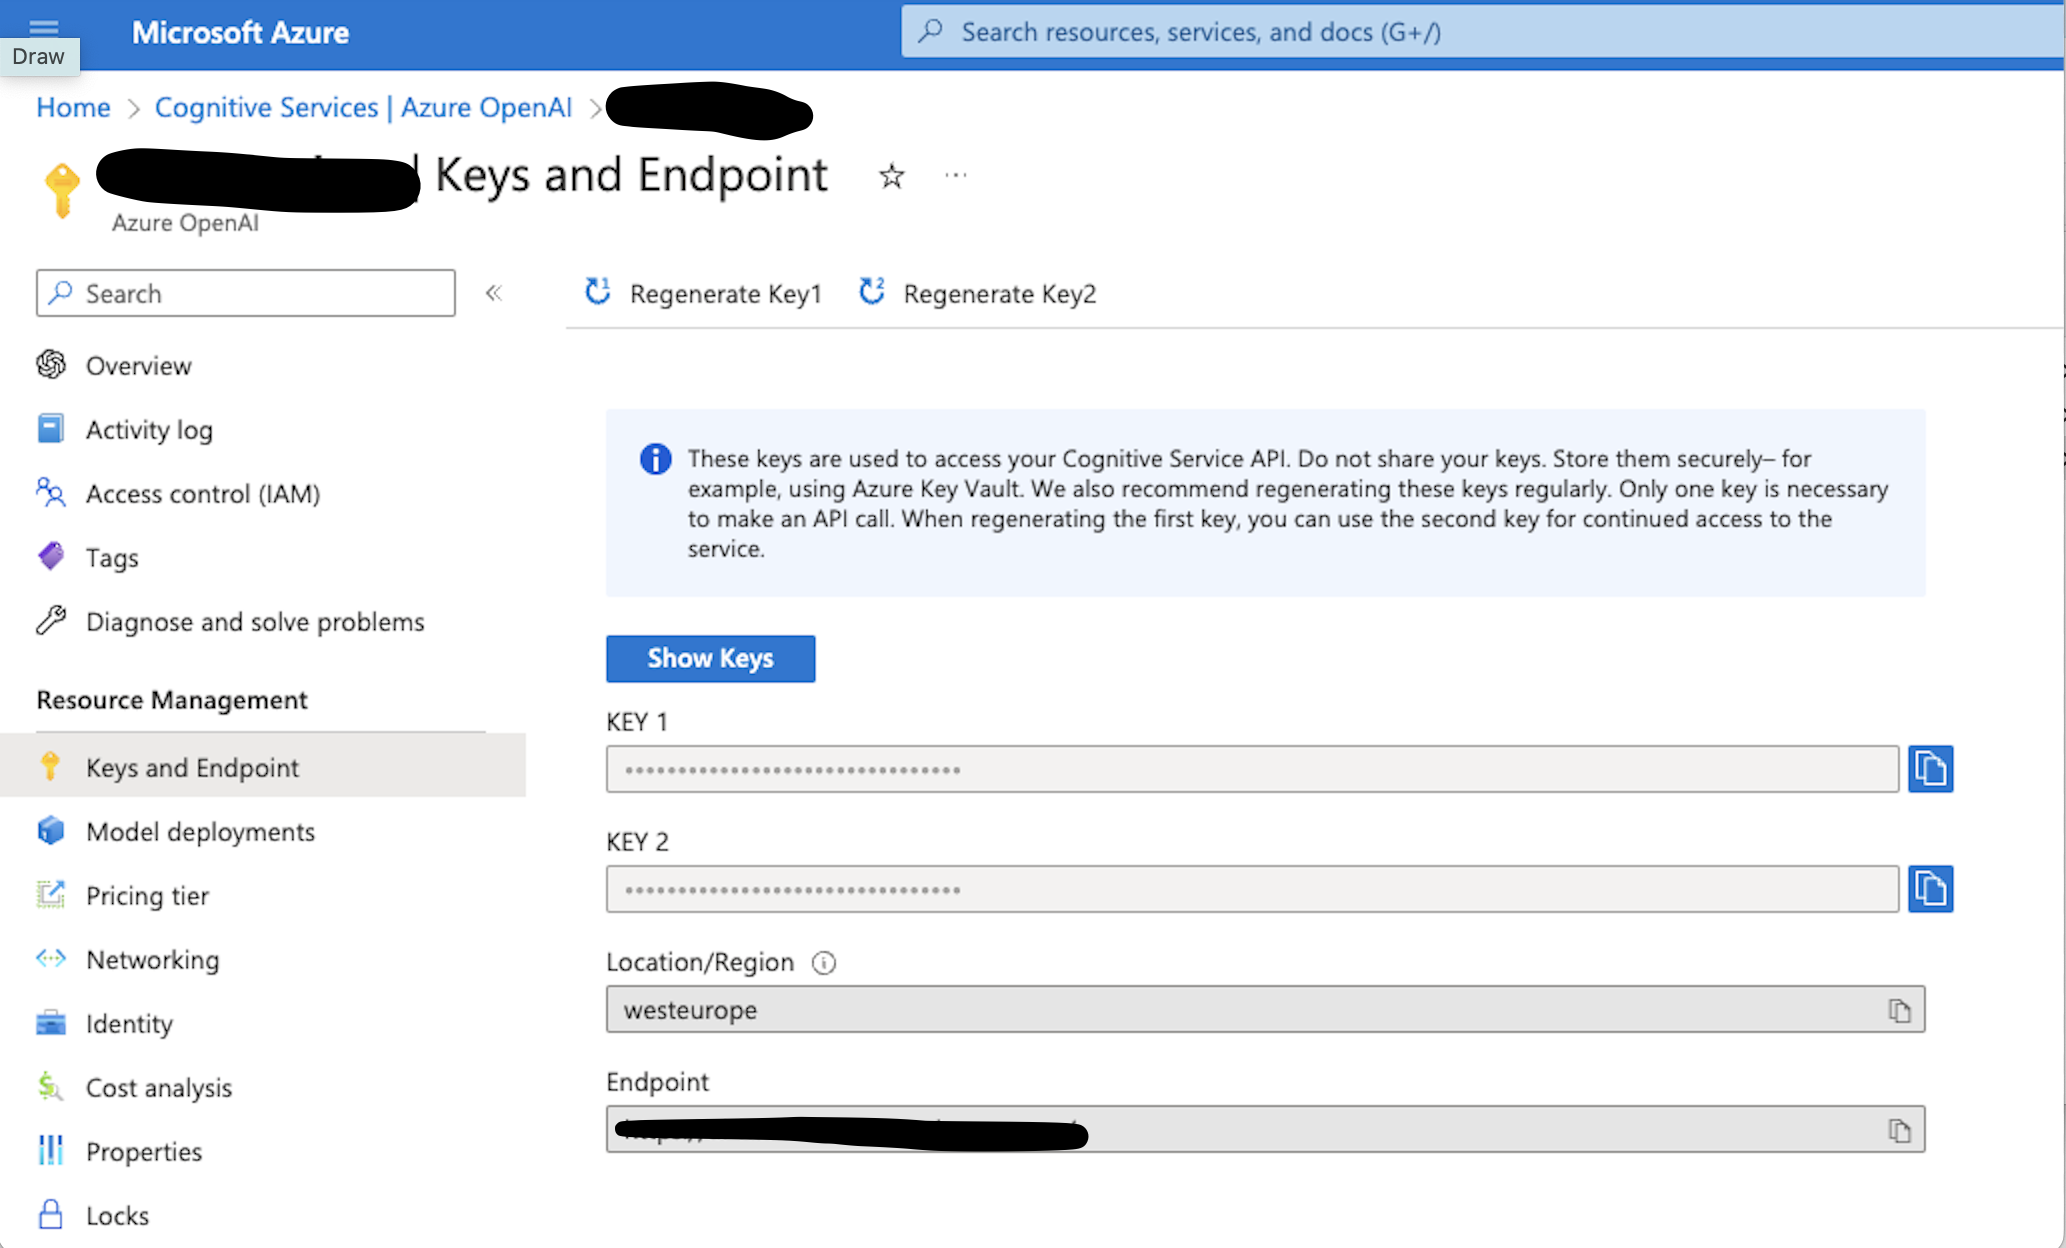 Microsoft Azure
Search resources, services, and docs (G+/)
Draw
Home > Cognitive Services | Azure OpenAI >
Keys and Endpoint ☆ ...
Azure OpenAI
Search «
Regenerate Key1
Regenerate Key2
Overview
Activity log
Access control (IAM)
Tags
Diagnose and solve problems
Resource Management
Keys and Endpoint
Model deployments
Pricing tier
Networking
Identity
Cost analysis
Properties
Locks
These keys are used to access your Cognitive Service API. Do not share your keys. Store them securely– for
example, using Azure Key Vault. We also recommend regenerating these keys regularly. Only one key is necessary
to make an API call. When regenerating the first key, you can use the second key for continued access to the
service.
Show Keys
KEY 1
••••••••••••••••••••••••••••••••
KEY 2
••••••••••••••••••••••••••••••••
Location/Region
westeurope
Endpoint